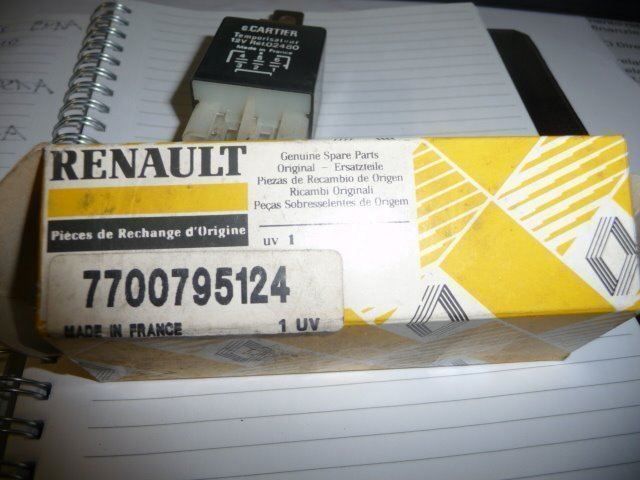 e.CARTIER
Temporisateur
12V Ref.02480
Made in France
RENAULT
Pièces de Rechange d'Origine
Genuine Spare Parts
Original – Ersatzteile
Piezas de Recambio de Origen
Ricambi Originali
Peças Sobresselentes de Origem
uv 1
7700795124
MADE IN FRANCE 1 UV